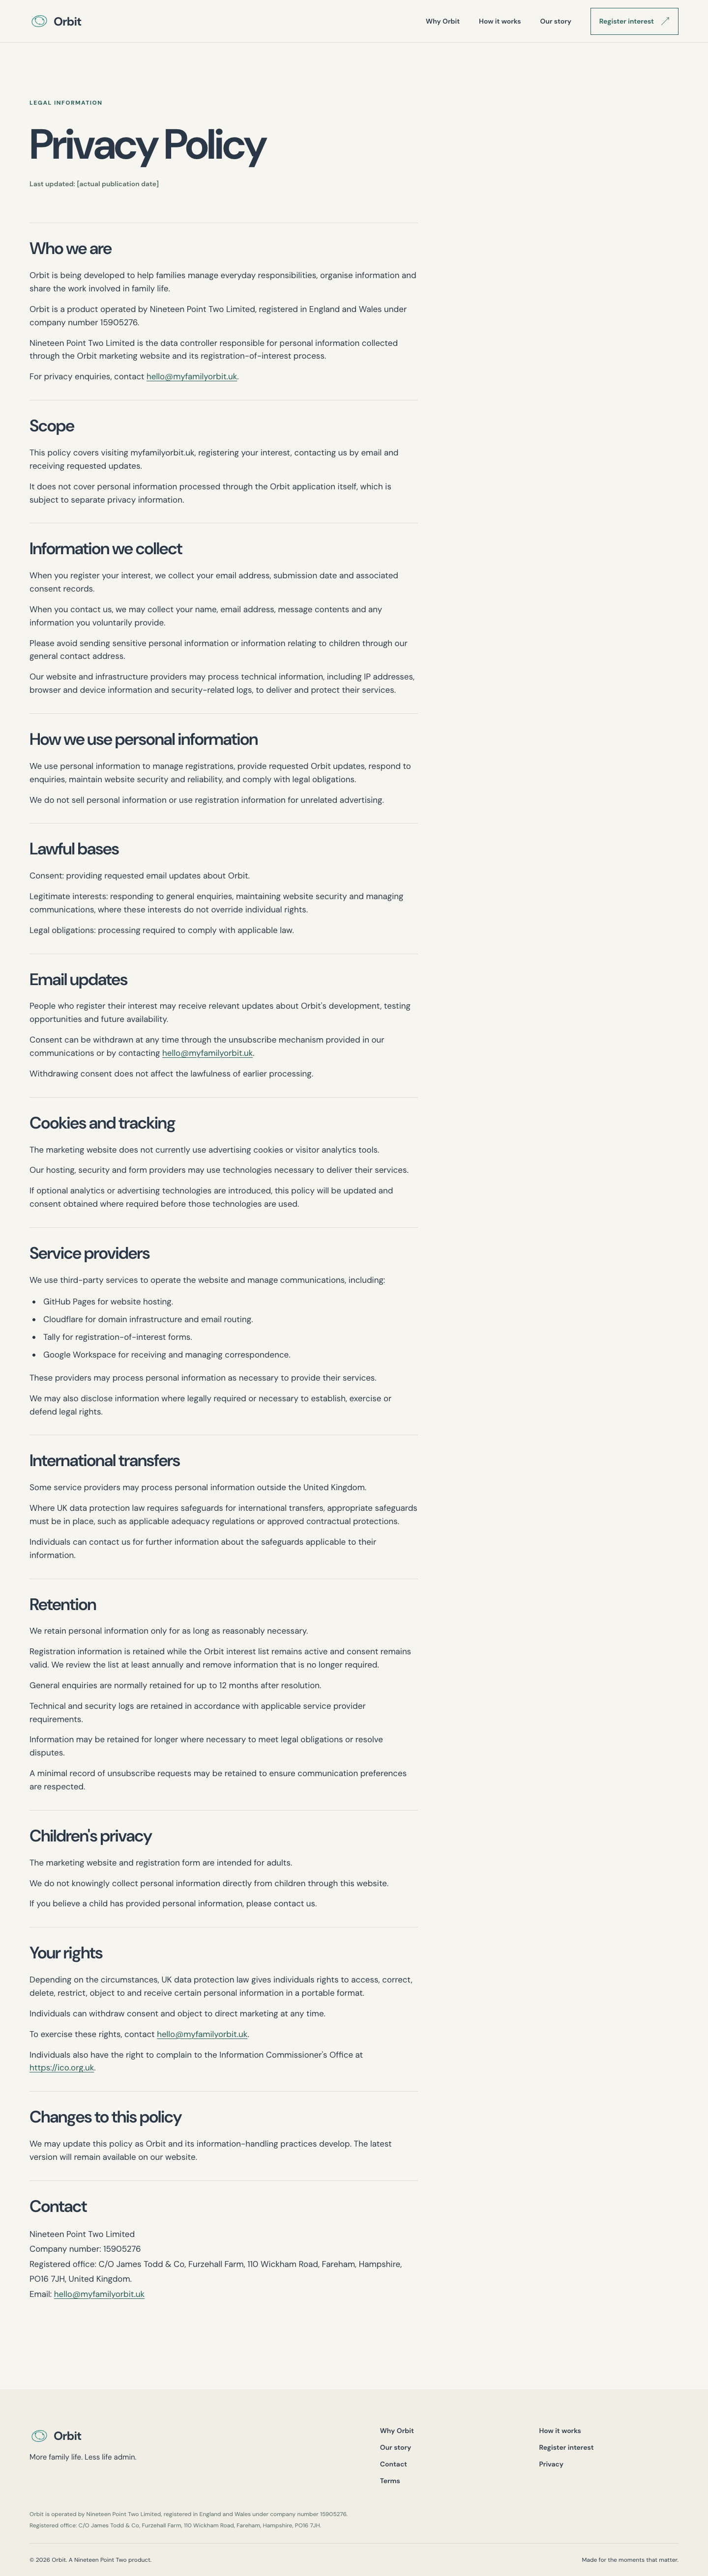 Orbit
Why Orbit
How it works
Our story
Register interest
LEGAL INFORMATION
Privacy Policy
Last updated: [actual publication date]
Who we are
Orbit is being developed to help families manage everyday responsibilities, organise information and
share the work involved in family life.
Orbit is a product operated by Nineteen Point Two Limited, registered in England and Wales under
company number 15905276.
Nineteen Point Two Limited is the data controller responsible for personal information collected
through the Orbit marketing website and its registration-of-interest process.
For privacy enquiries, contact hello@myfamilyorbit.uk.
Scope
This policy covers visiting myfamilyorbit.uk, registering your interest, contacting us by email and
receiving requested updates.
It does not cover personal information processed through the Orbit application itself, which is
subject to separate privacy information.
Information we collect
When you register your interest, we collect your email address, submission date and associated
consent records.
When you contact us, we may collect your name, email address, message contents and any
information you voluntarily provide.
Please avoid sending sensitive personal information or information relating to children through our
general contact address.
Our website and infrastructure providers may process technical information, including IP addresses,
browser and device information and security-related logs, to deliver and protect their services.
How we use personal information
We use personal information to manage registrations, provide requested Orbit updates, respond to
enquiries, maintain website security and reliability, and comply with legal obligations.
We do not sell personal information or use registration information for unrelated advertising.
Lawful bases
Consent: providing requested email updates about Orbit.
Legitimate interests: responding to general enquiries, maintaining website security and managing
communications, where these interests do not override individual rights.
Legal obligations: processing required to comply with applicable law.
Email updates
People who register their interest may receive relevant updates about Orbit's development, testing
opportunities and future availability.
Consent can be withdrawn at any time through the unsubscribe mechanism provided in our
communications or by contacting hello@myfamilyorbit.uk.
Withdrawing consent does not affect the lawfulness of earlier processing.
Cookies and tracking
The marketing website does not currently use advertising cookies or visitor analytics tools.
Our hosting, security and form providers may use technologies necessary to deliver their services.
If optional analytics or advertising technologies are introduced, this policy will be updated and
consent obtained where required before those technologies are used.
Service providers
We use third-party services to operate the website and manage communications, including:
• GitHub Pages for website hosting.
• Cloudflare for domain infrastructure and email routing.
• Tally for registration-of-interest forms.
• Google Workspace for receiving and managing correspondence.
These providers may process personal information as necessary to provide their services.
We may also disclose information where legally required or necessary to establish, exercise or
defend legal rights.
International transfers
Some service providers may process personal information outside the United Kingdom.
Where UK data protection law requires safeguards for international transfers, appropriate safeguards
must be in place, such as applicable adequacy regulations or approved contractual protections.
Individuals can contact us for further information about the safeguards applicable to their
information.
Retention
We retain personal information only for as long as reasonably necessary.
Registration information is retained while the Orbit interest list remains active and consent remains
valid. We review the list at least annually and remove information that is no longer required.
General enquiries are normally retained for up to 12 months after resolution.
Technical and security logs are retained in accordance with applicable service provider
requirements.
Information may be retained for longer where necessary to meet legal obligations or resolve
disputes.
A minimal record of unsubscribe requests may be retained to ensure communication preferences
are respected.
Children's privacy
The marketing website and registration form are intended for adults.
We do not knowingly collect personal information directly from children through this website.
If you believe a child has provided personal information, please contact us.
Your rights
Depending on the circumstances, UK data protection law gives individuals rights to access, correct,
delete, restrict, object to and receive certain personal information in a portable format.
Individuals can withdraw consent and object to direct marketing at any time.
To exercise these rights, contact hello@myfamilyorbit.uk.
Individuals also have the right to complain to the Information Commissioner's Office at
https://ico.org.uk.
Changes to this policy
We may update this policy as Orbit and its information-handling practices develop. The latest
version will remain available on our website.
Contact
Nineteen Point Two Limited
Company number: 15905276
Registered office: C/O James Todd & Co, Furzehall Farm, 110 Wickham Road, Fareham, Hampshire,
PO16 7JH, United Kingdom.
Email: hello@myfamilyorbit.uk
Orbit
More family life. Less life admin.
Why Orbit
How it works
Our story
Register interest
Contact
Privacy
Terms
Orbit is operated by Nineteen Point Two Limited, registered in England and Wales under company number 15905276.
Registered office: C/O James Todd & Co, Furzehall Farm, 110 Wickham Road, Fareham, Hampshire, PO16 7JH.
© 2026 Orbit. A Nineteen Point Two product.
Made for the moments that matter.